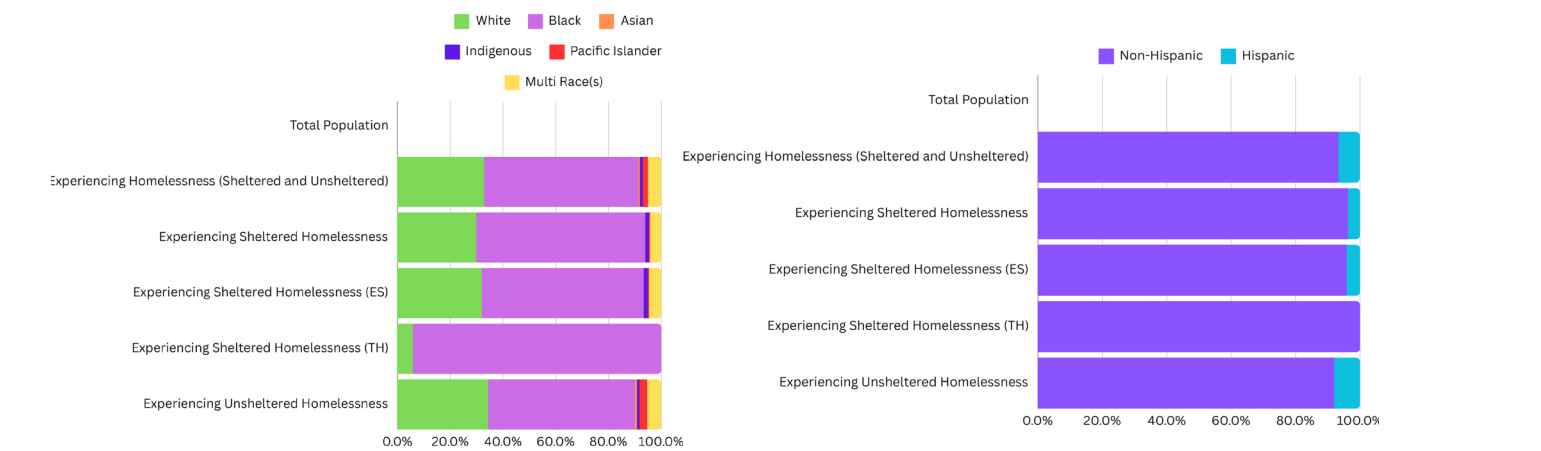 White Black Asian
Indigenous Pacific Islander
Multi Race(s)
Total Population
Experiencing Homelessness (Sheltered and Unsheltered)
Experiencing Sheltered Homelessness
Experiencing Sheltered Homelessness (ES)
Experiencing Sheltered Homelessness (TH)
Experiencing Unsheltered Homelessness
0.0% 20.0% 40.0% 60.0% 80.0% 100.0%
Non-Hispanic Hispanic
Total Population
Experiencing Homelessness (Sheltered and Unsheltered)
Experiencing Sheltered Homelessness
Experiencing Sheltered Homelessness (ES)
Experiencing Sheltered Homelessness (TH)
Experiencing Unsheltered Homelessness
0.0% 20.0% 40.0% 60.0% 80.0% 100.0%